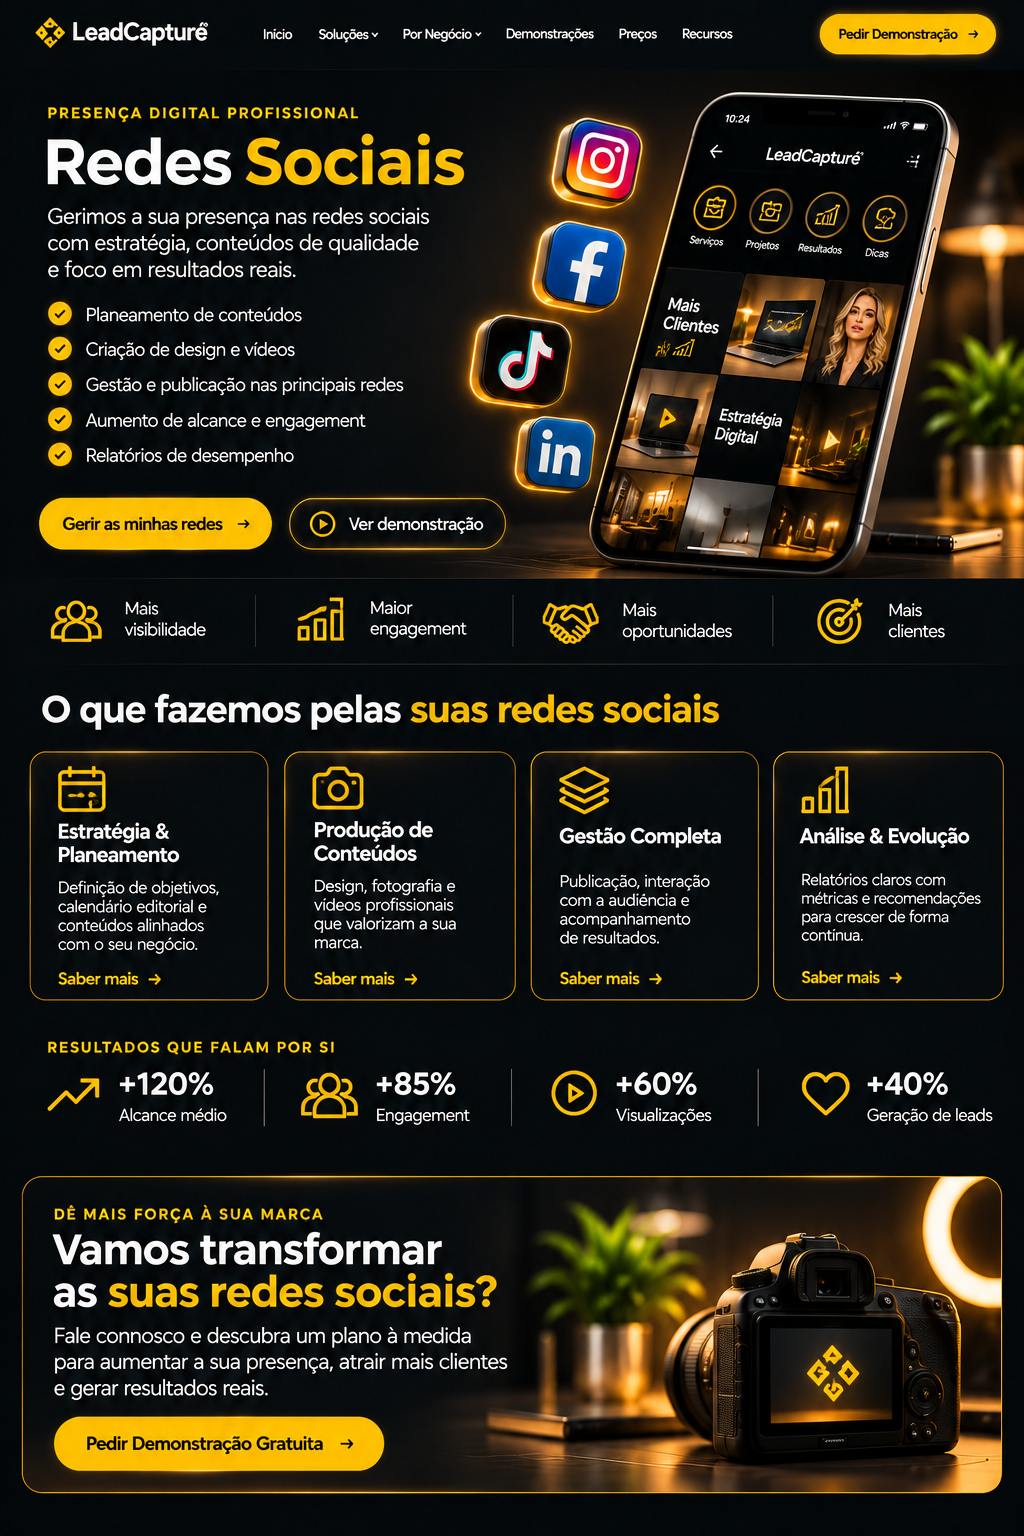 LeadCapture
Início
Soluções
Por Negócio
Demonstrações
Preços
Recursos
Pedir Demonstração
PRESENÇA DIGITAL PROFISSIONAL
Redes Sociais
Gerimos a sua presença nas redes sociais
com estratégia, conteúdos de qualidade
e foco em resultados reais.
Planeamento de conteúdos
Criação de design e vídeos
Gestão e publicação nas principais redes
Aumento de alcance e engagement
Relatórios de desempenho
Gerir as minhas redes
Ver demonstração
10:24
LeadCapture
Serviços
Projetos
Resultados
Dicas
Mais
Clientes
Estratégia
Digital
in
Mais
visibilidade
Maior
engagement
Mais
oportunidades
Mais
clientes
O que fazemos pelas suas redes sociais
Estratégia &
Planeamento
Definição de objetivos,
calendário editorial e
conteúdos alinhados
com o seu negócio.
Saber mais
Produção de
Conteúdos
Design, fotografia e
vídeos profissionais
que valorizam a sua
marca.
Saber mais
Gestão Completa
Publicação, interação
com a audiência e
acompanhamento
de resultados.
Saber mais
Análise & Evolução
Relatórios claros com
métricas e recomendações
para crescer de forma
contínua.
Saber mais
RESULTADOS QUE FALAM POR SI
+120%
Alcance médio
+85%
Engagement
+60%
Visualizações
+40%
Geração de leads
DÊ MAIS FORÇA À SUA MARCA
Vamos transformar
as suas redes sociais?
Fale connosco e descubra um plano à medida
para aumentar a sua presença, atrair mais clientes
e gerar resultados reais.
Pedir Demonstração Gratuita